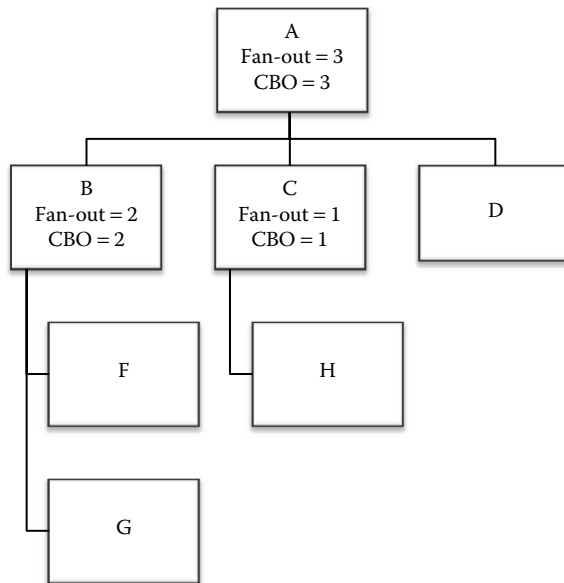 A
Fan-out = 3
CBO = 3
B
Fan-out = 2
CBO = 2
C
Fan-out = 1
CBO = 1
D
F
H
G